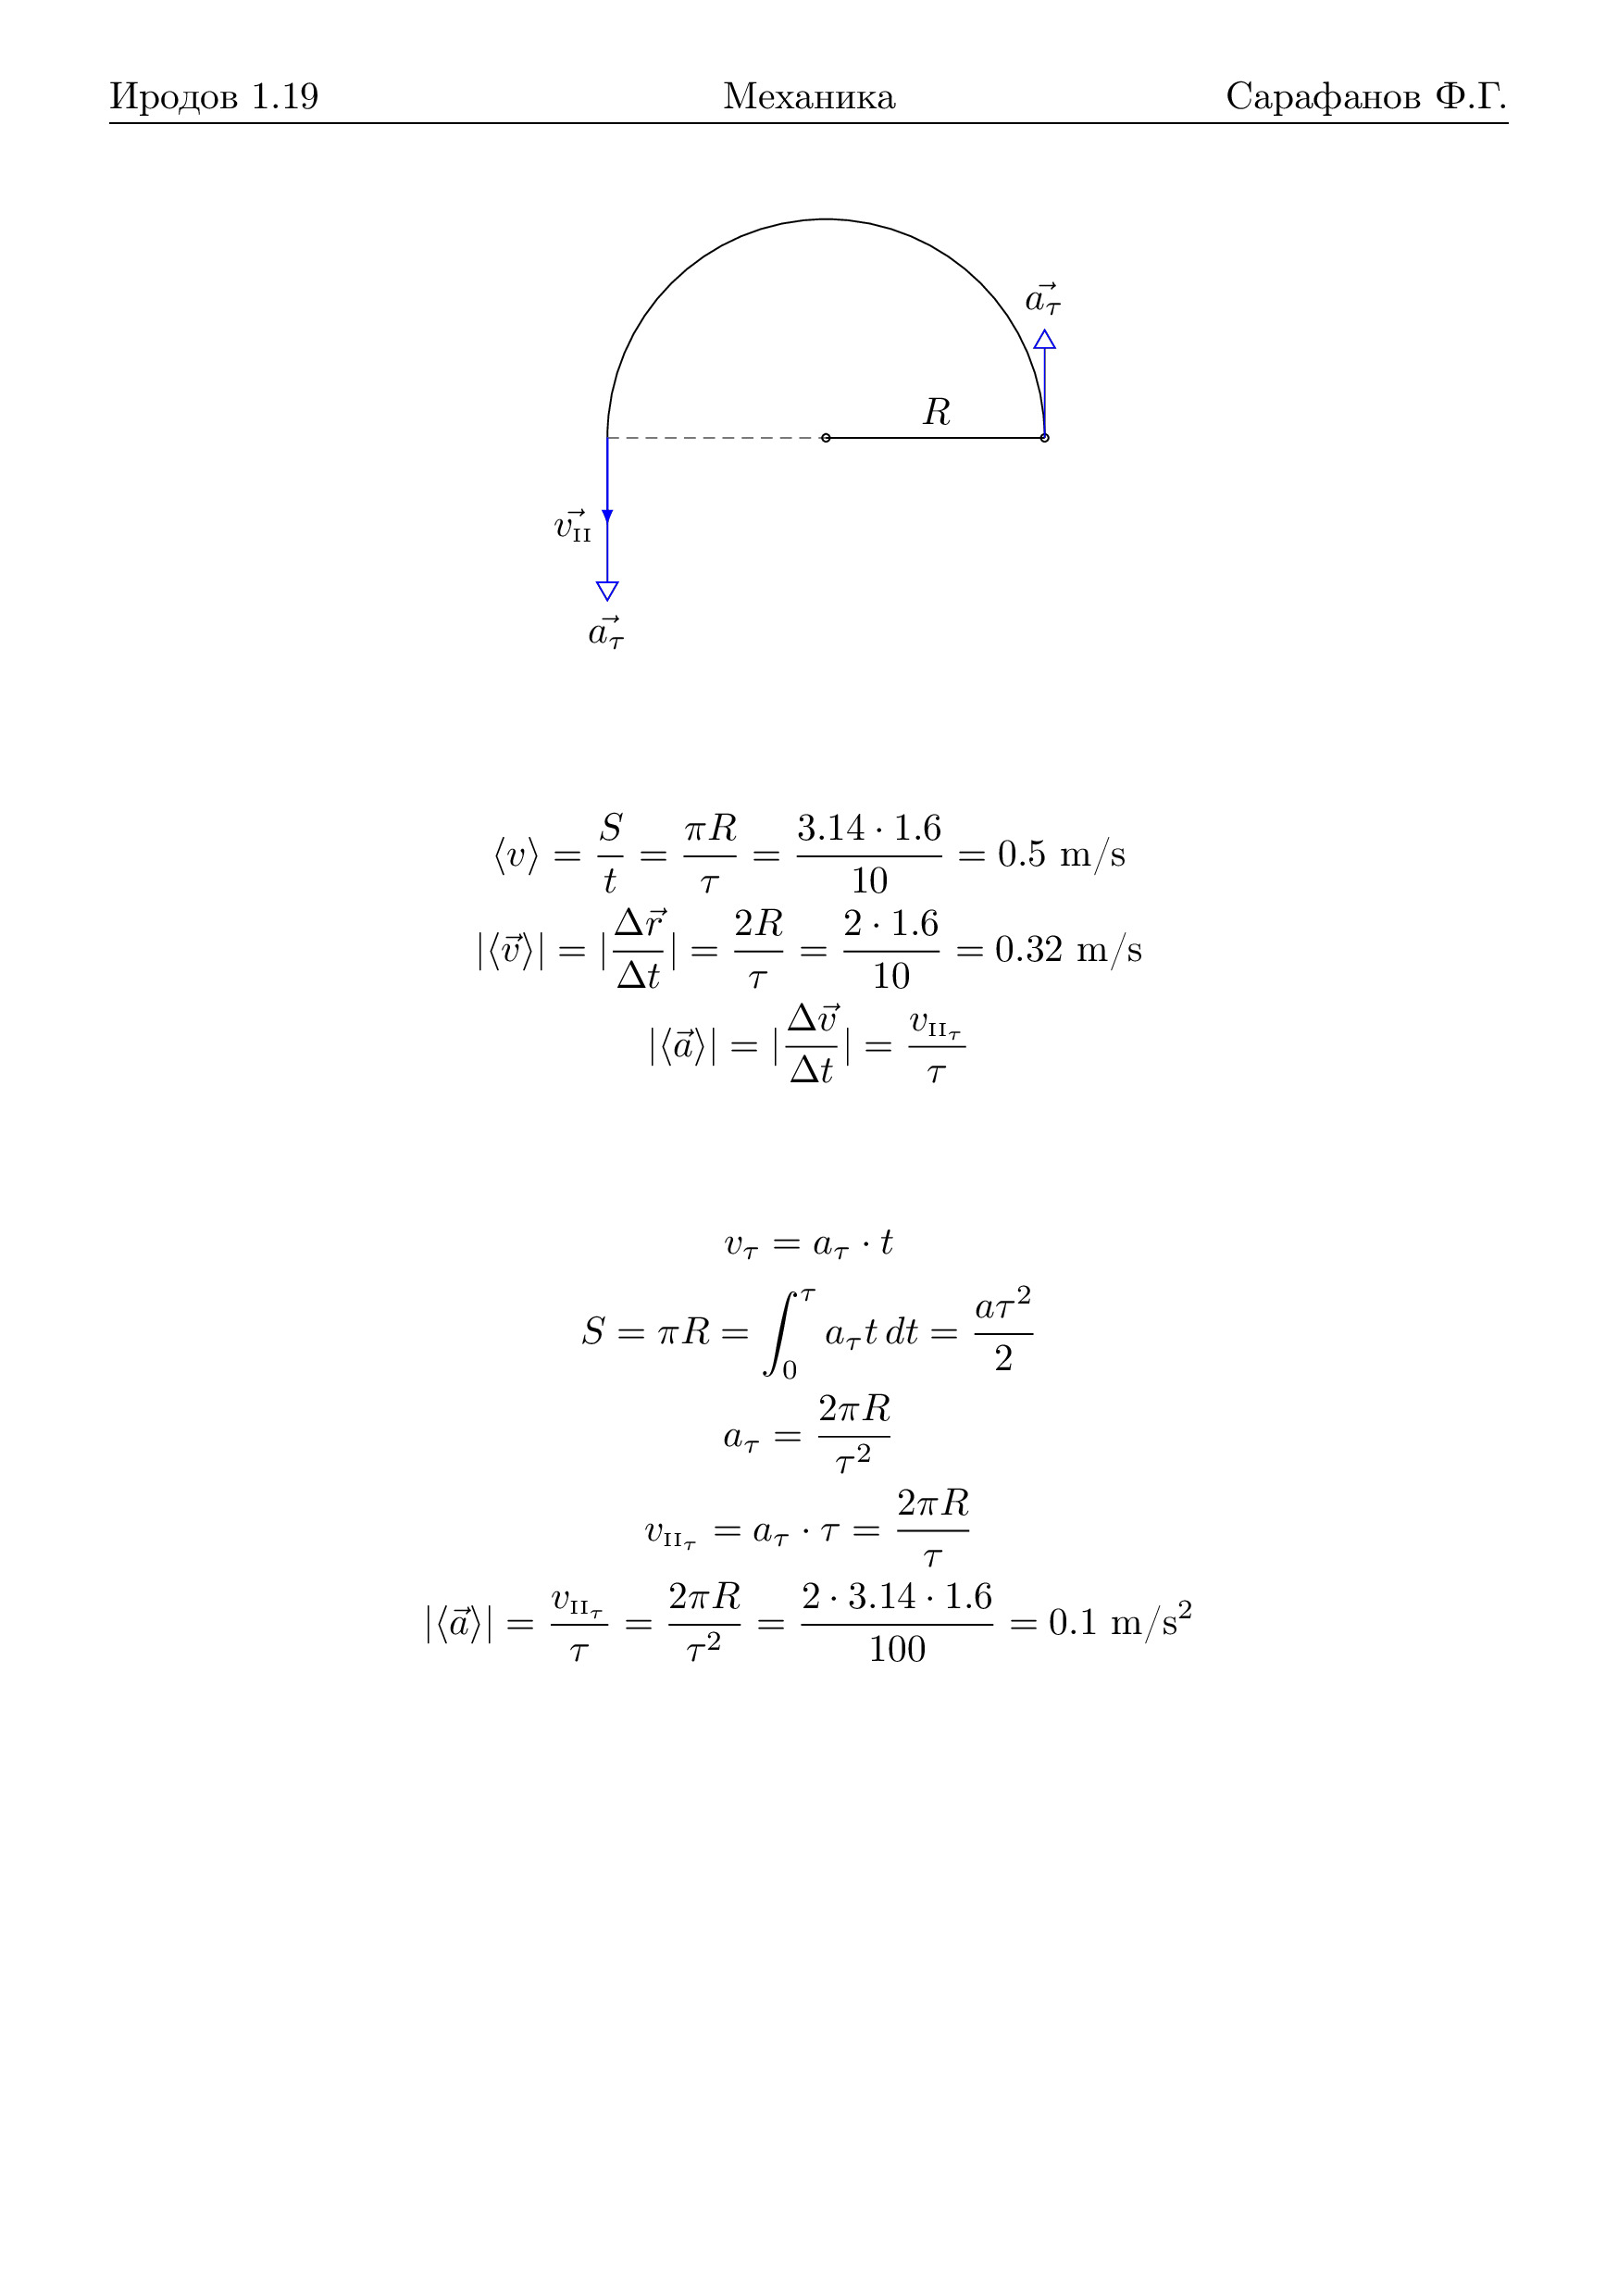 Иродов 1.19 Механика Сарафанов Ф.Г.
$\vec{a_\tau}$
$R$
$\vec{v_{\text{II}}}$
$\vec{a_\tau}$
$\langle v \rangle = \frac{S}{t} = \frac{\pi R}{\tau} = \frac{3.14 \cdot 1.6}{10} = 0.5 \text{ m/s}$
$|\langle \vec{v} \rangle| = |\frac{\Delta \vec{r}}{\Delta t}| = \frac{2R}{\tau} = \frac{2 \cdot 1.6}{10} = 0.32 \text{ m/s}$
$|\langle \vec{a} \rangle| = |\frac{\Delta \vec{v}}{\Delta t}| = \frac{v_{\text{II}_\tau}}{\tau}$
$v_\tau = a_\tau \cdot t$
$S = \pi R = \int_0^\tau a_\tau t \, dt = \frac{a\tau^2}{2}$
$a_\tau = \frac{2\pi R}{\tau^2}$
$v_{\text{II}_\tau} = a_\tau \cdot \tau = \frac{2\pi R}{\tau}$
$|\langle \vec{a} \rangle| = \frac{v_{\text{II}_\tau}}{\tau} = \frac{2\pi R}{\tau^2} = \frac{2 \cdot 3.14 \cdot 1.6}{100} = 0.1 \text{ m/s}^2$